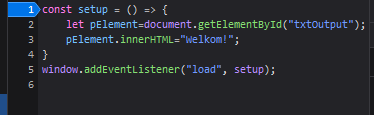 1 const setup = () => {
2     let pElement=document.getElementById("txtOutput");
3     pElement.innerHTML="Welkom!";
4 }
5 window.addEventListener("load", setup);
6